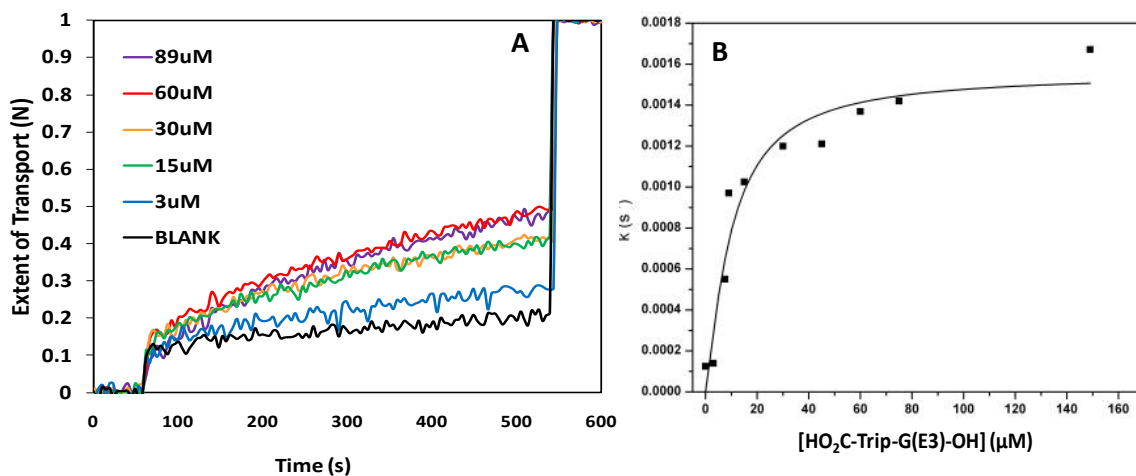 A
Extent of Transport (N)
1
0.9
0.8
0.7
0.6
0.5
0.4
0.3
0.2
0.1
0
89uM
60uM
30uM
15uM
3uM
BLANK
0 100 200 300 400 500 600
Time (s)
B
K (s⁻)
0.0018
0.0016
0.0014
0.0012
0.0010
0.0008
0.0006
0.0004
0.0002
0.0000
0 20 40 60 80 100 120 140 160
[HO₂C-Trip-G(E3)-OH] (μM)